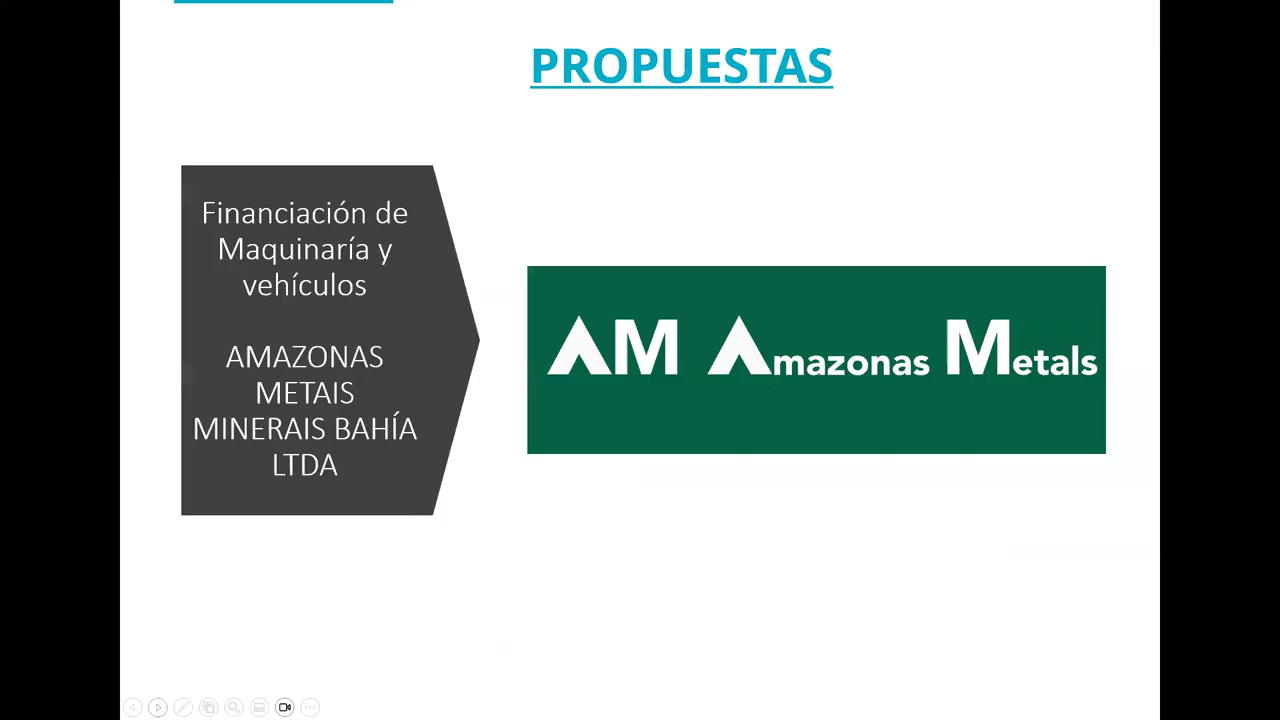 PROPUESTAS
Financiación de
Maquinaría y
vehículos
AMAZONAS
METAIS
MINERAIS BAHÍA
LTDA
AM Amazonas Metals